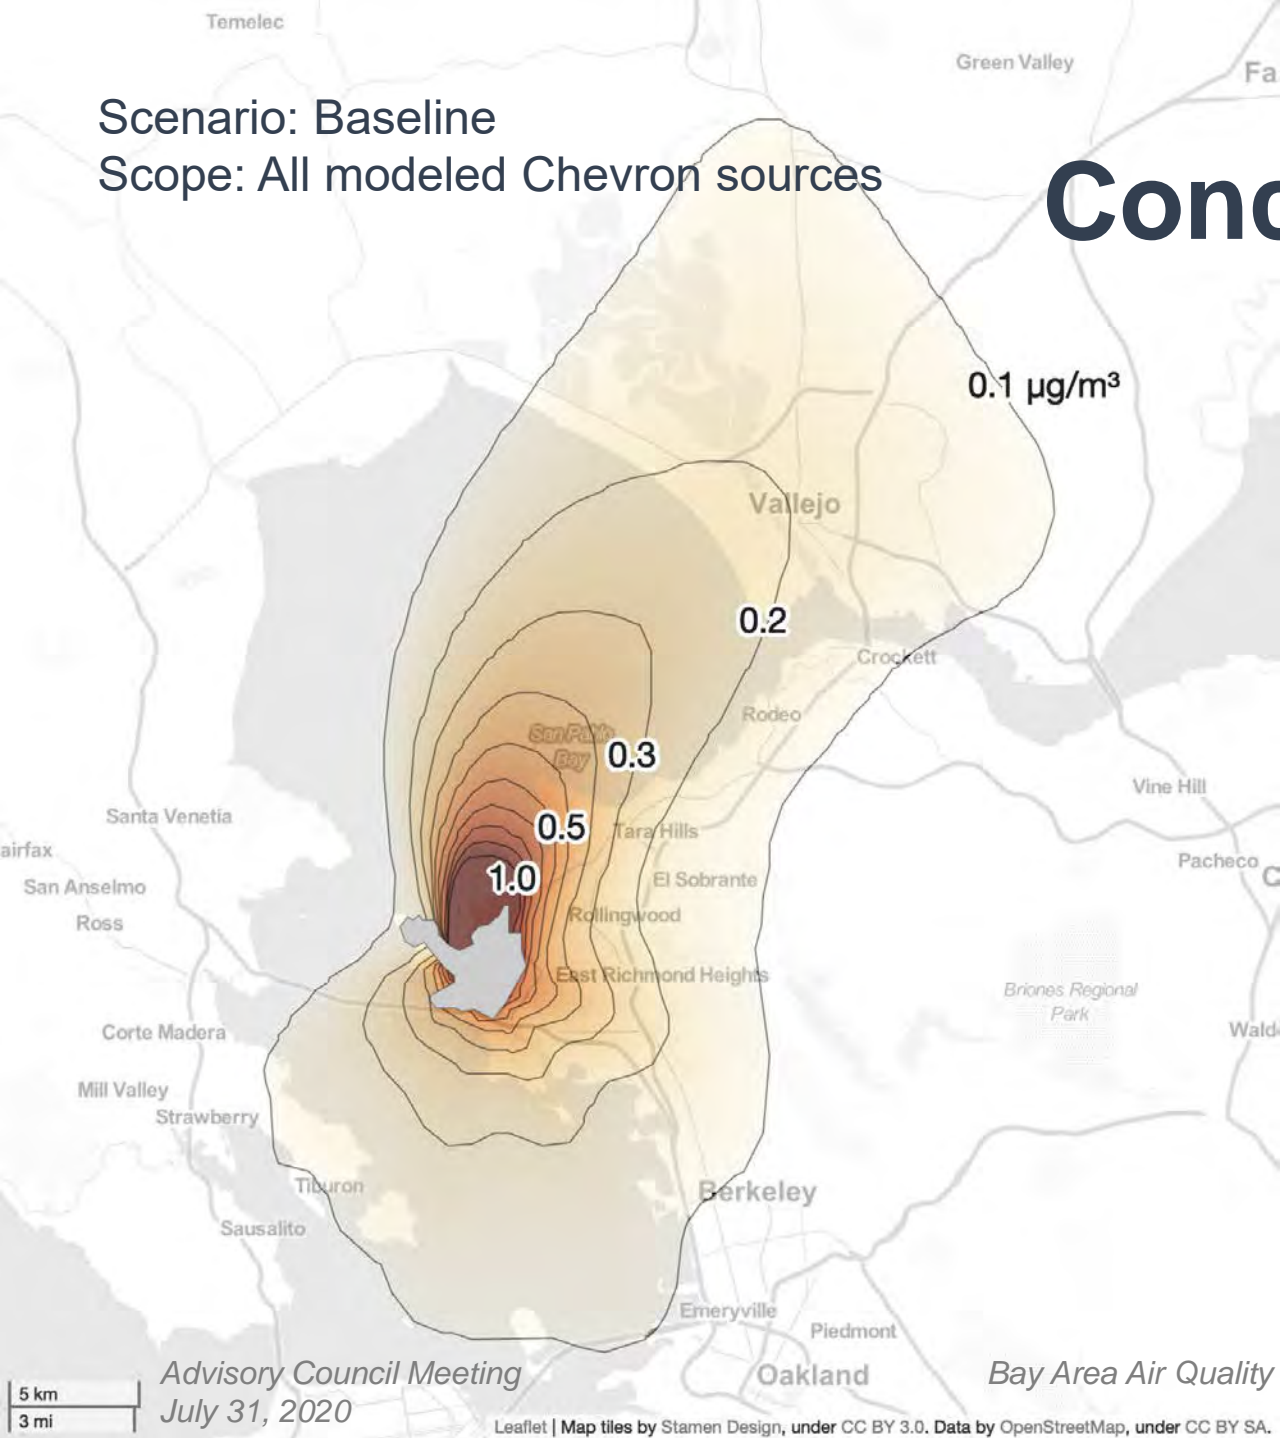 Temelec
Green Valley
Fa
Scenario: Baseline
Scope: All modeled Chevron sources
Conc
0.1 µg/m³
Vallejo
0.2
Crockett
Rodeo
San Pablo
Bay
0.3
Vine Hill
Santa Venetia
0.5
Tara Hills
airfax
Pacheco
C
1.0
El Sobrante
San Anselmo
Rollingwood
Ross
East Richmond Heights
Briones Regional
Park
Corte Madera
Wald
Mill Valley
Strawberry
Tiburon
Berkeley
Sausalito
Emeryville
Piedmont
Oakland
Advisory Council Meeting
July 31, 2020
Bay Area Air Quality
5 km
3 mi
Leaflet | Map tiles by Stamen Design, under CC BY 3.0. Data by OpenStreetMap, under CC BY SA.